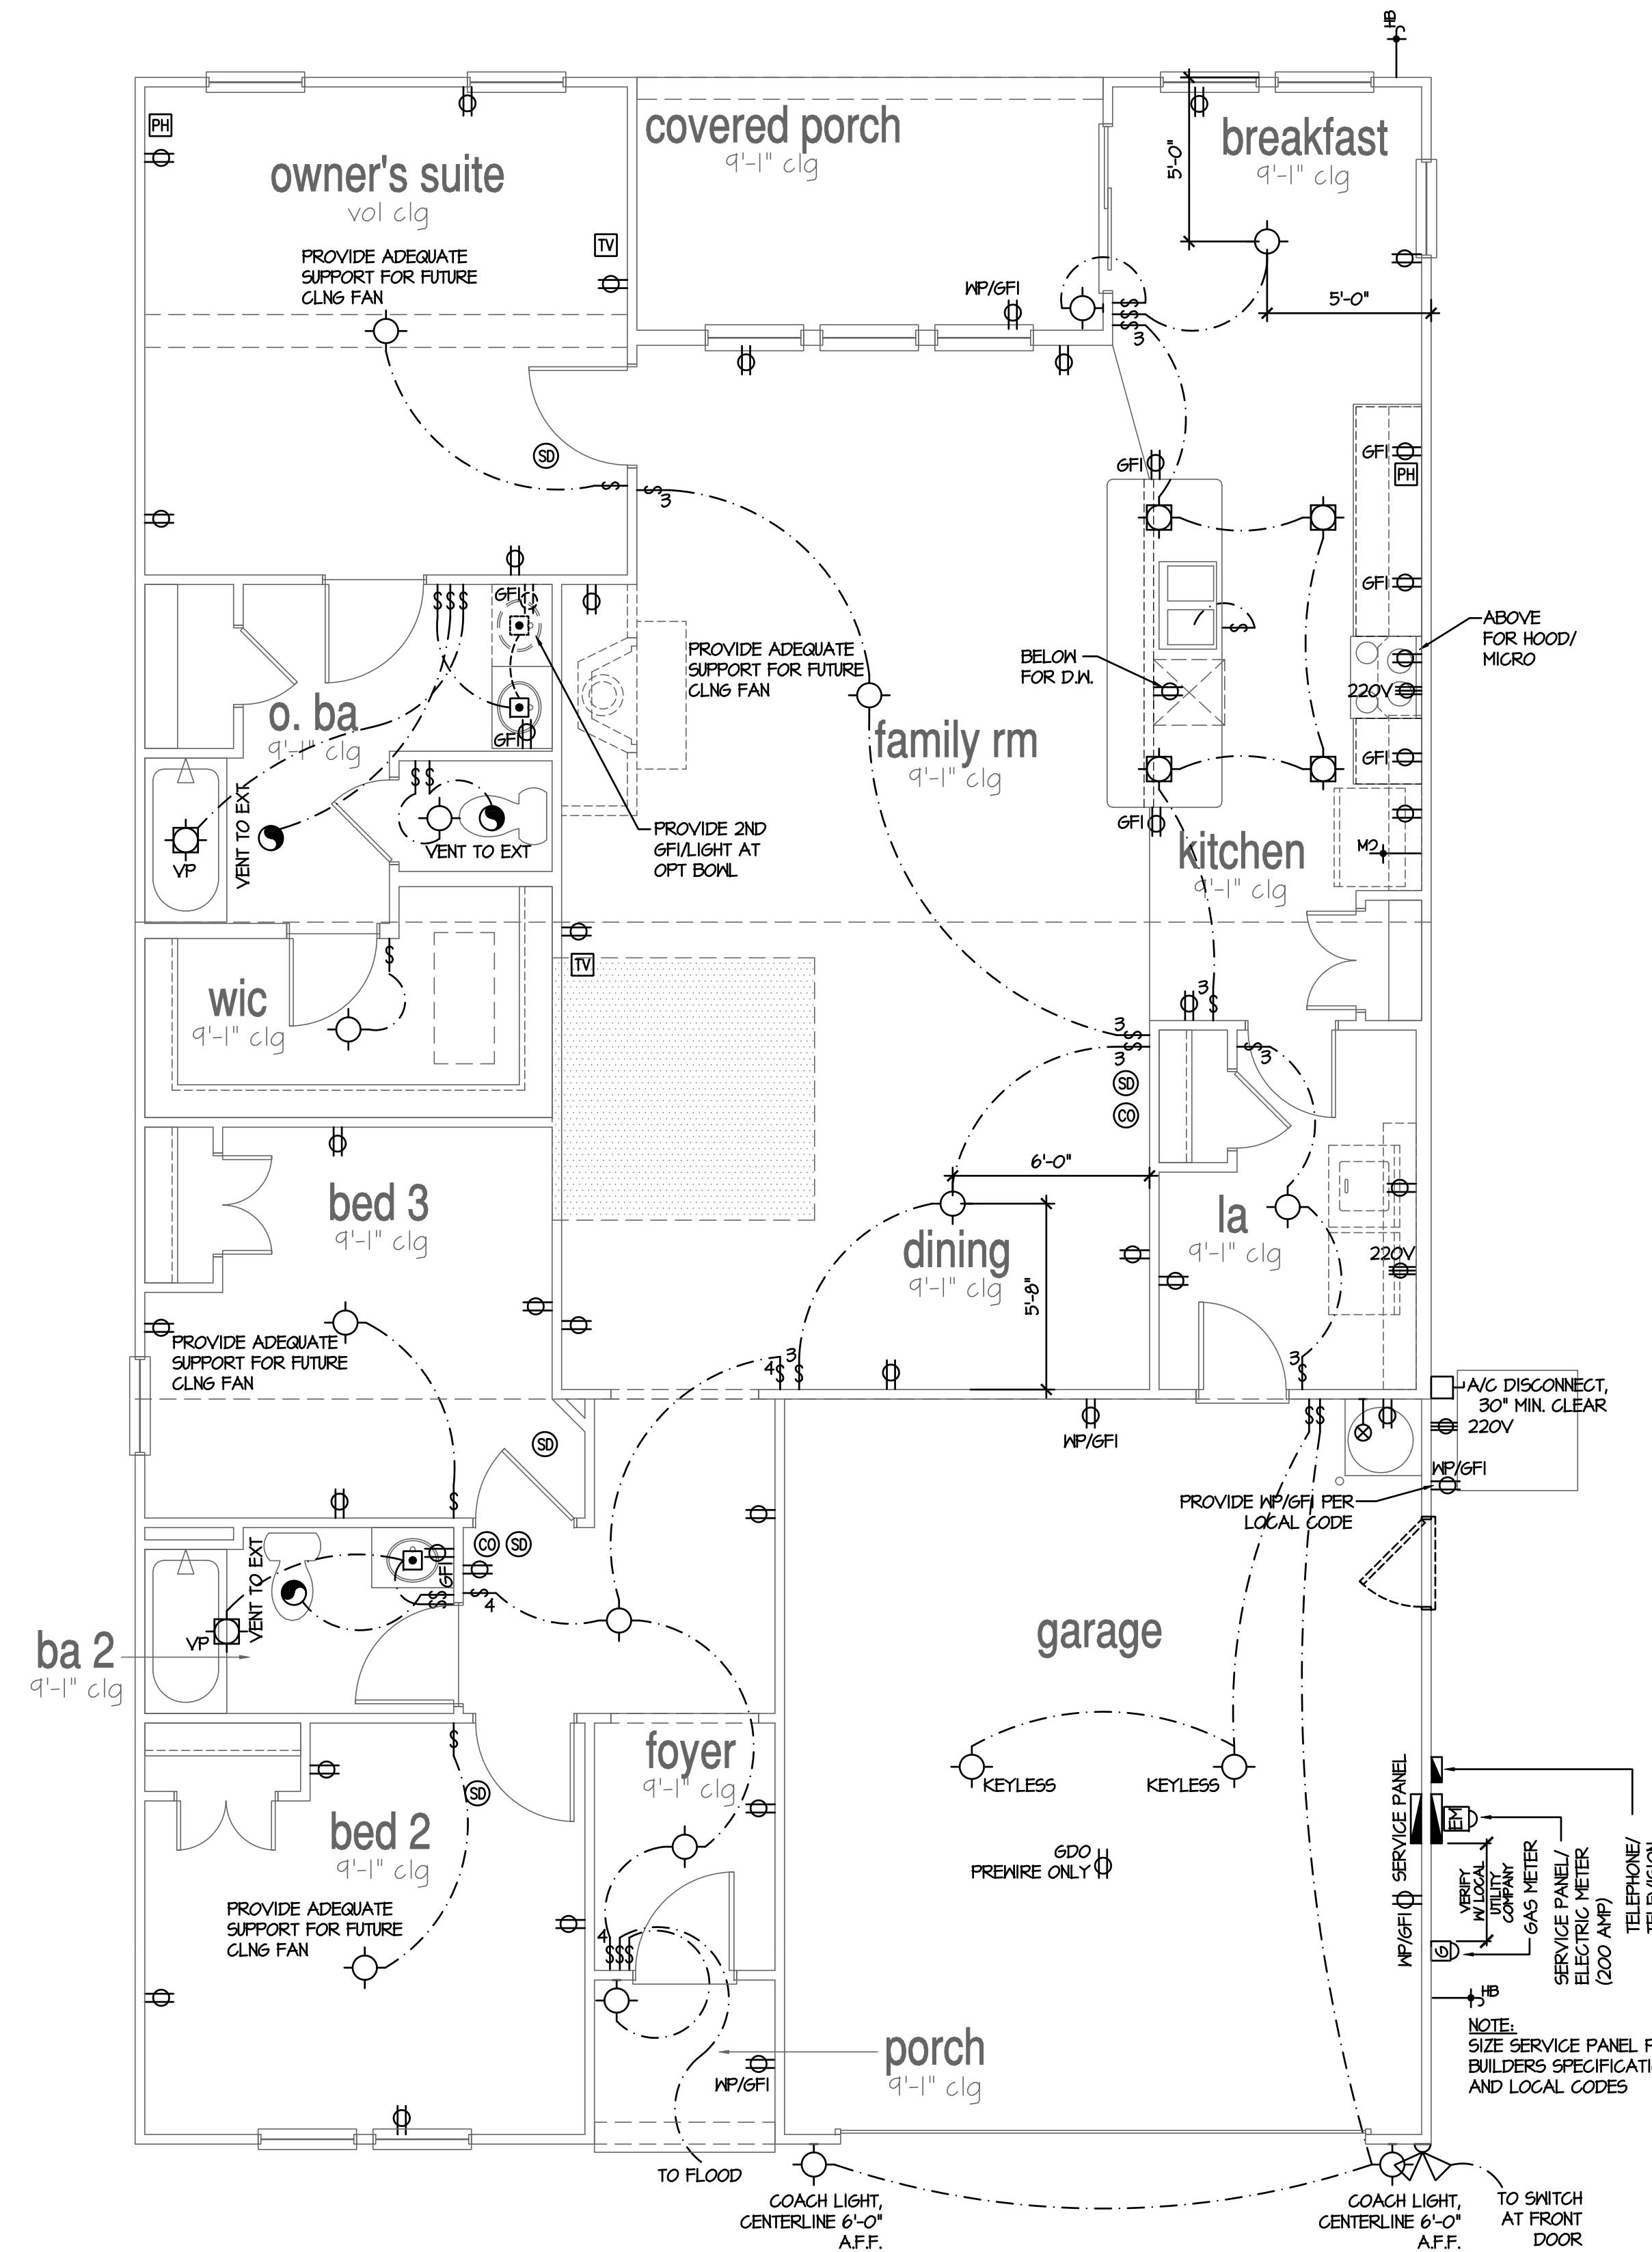 HB
PH
owner's suite
vol clg
PROVIDE ADEQUATE
SUPPORT FOR FUTURE
CLNG FAN
TV
covered porch
9'-1" clg
WP/GFI
breakfast
9'-1" clg
5'-0"
5'-0"
S
S
S
3
SD
S
S
3
GFI
GFI
PH
GFI
ABOVE
FOR HOOD/
MICRO
220V
GFI
S
BELOW
FOR D.W.
GFI
kitchen
9'-1" clg
CM
S
S
S
GFI
GFI
o. ba
9'-1" clg
PROVIDE ADEQUATE
SUPPORT FOR FUTURE
CLNG FAN
family rm
9'-1" clg
S
S
VP
VENT TO EXT
VENT TO EXT
PROVIDE 2ND
GFI/LIGHT AT
OPT BOWL
TV
S
wic
9'-1" clg
3
S
3
S
S
3
SD
CO
S
3
6'-0"
bed 3
9'-1" clg
dining
9'-1" clg
5'-8"
la
9'-1" clg
220V
PROVIDE ADEQUATE
SUPPORT FOR FUTURE
CLNG FAN
4
S
3
S
3
S
A/C DISCONNECT,
30" MIN. CLEAR
220V
WP/GFI
S
S
WP/GFI
PROVIDE WP/GFI PER
LOCAL CODE
SD
S
CO
SD
VENT TO EXT
GFI
S
S
S
4
VP
ba 2
9'-1" clg
garage
foyer
9'-1" clg
S
SD
bed 2
9'-1" clg
PROVIDE ADEQUATE
SUPPORT FOR FUTURE
CLNG FAN
KEYLESS
KEYLESS
GDO
PREWIRE ONLY
4
S
S
S
SERVICE PANEL
EM
WP/GFI
VERIFY
W/ LOCAL
UTILITY
COMPANY
G
GAS METER
SERVICE PANEL/
ELECTRIC METER
(200 AMP)
TELEPHONE/
HB
NOTE:
SIZE SERVICE PANEL
BUILDERS
AND LOCAL CODES
porch
9'-1" clg
WP/GFI
TO FLOOD
COACH LIGHT,
CENTERLINE 6'-0"
A.F.F.
COACH LIGHT,
CENTERLINE 6'-0"
A.F.F.
TO SWITCH
AT FRONT
DOOR